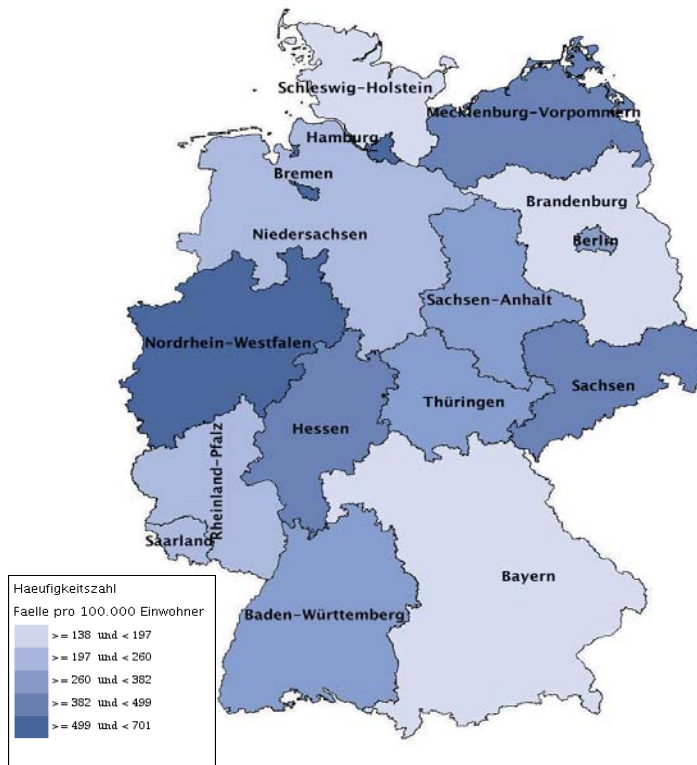 Schleswig-Holstein
Mecklenburg-Vorpommern
Hamburg
Bremen
Brandenburg
Niedersachsen
Berlin
Sachsen-Anhalt
Nordrhein-Westfalen
Sachsen
Thüringen
Hessen
Rheinland-Pfalz
Saarland
Bayern
Baden-Württemberg
Haeufigkeitszahl
Faelle pro 100.000 Einwohner
>= 138 und < 197
>= 197 und < 260
>= 260 und < 382
>= 382 und < 499
>= 499 und < 701